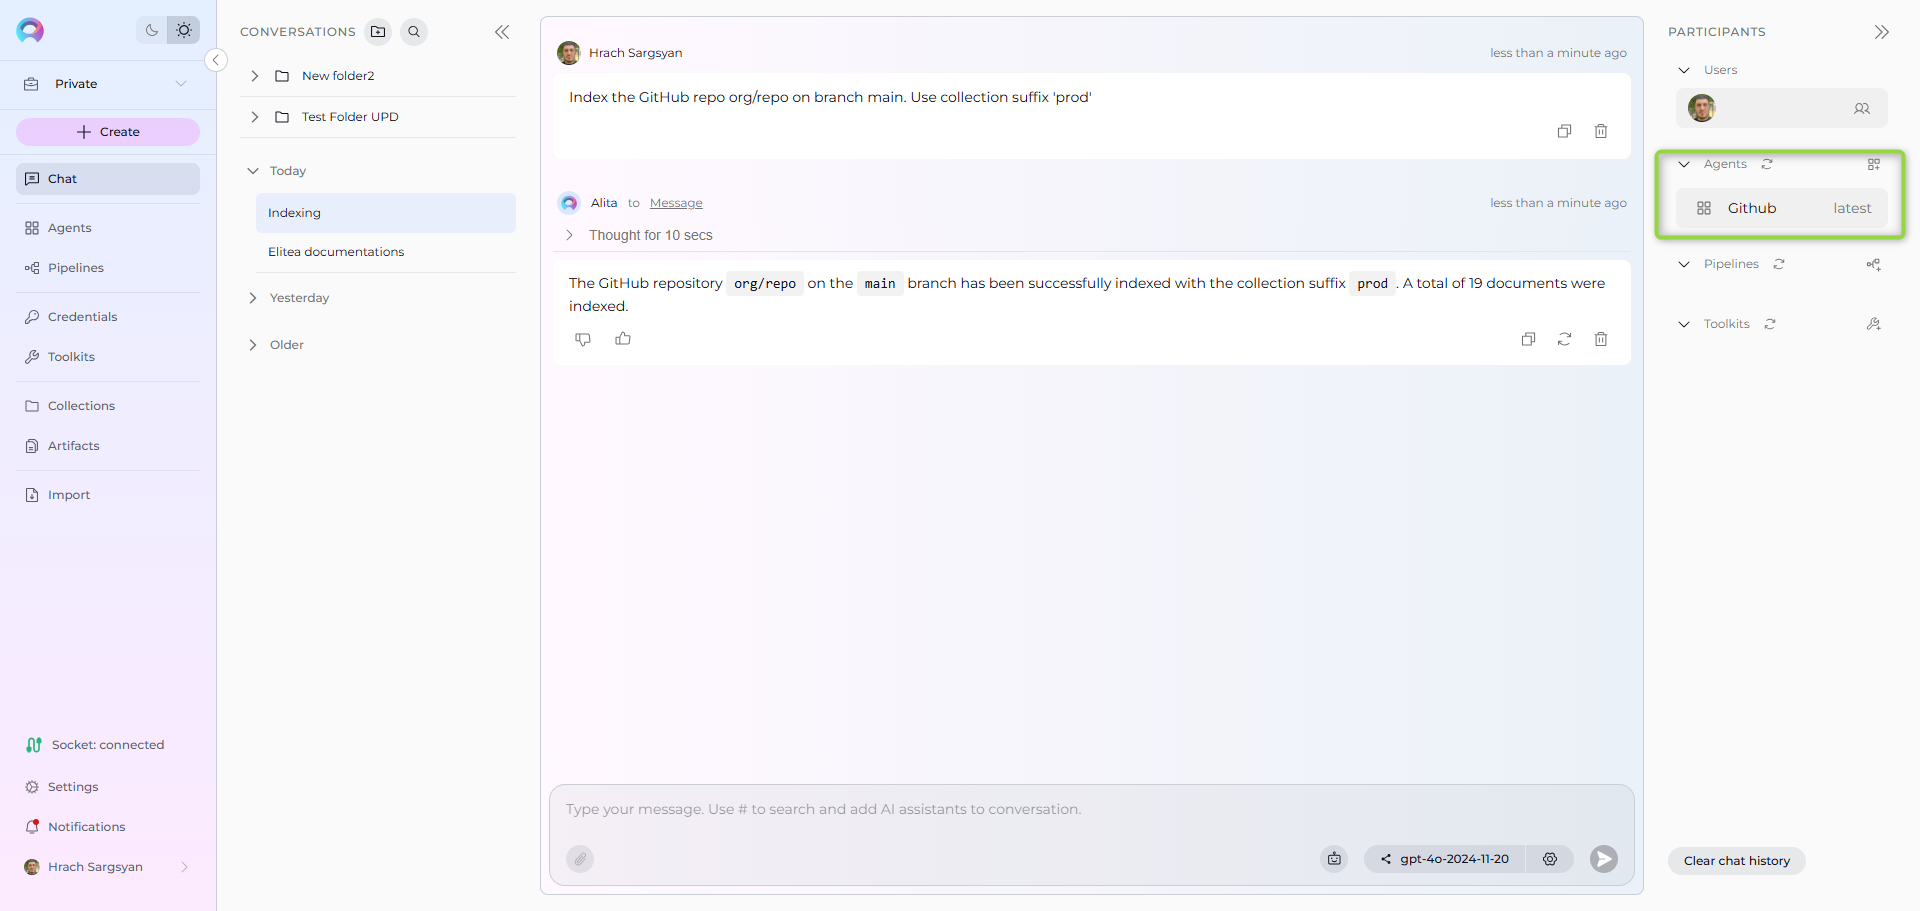 Private
Create
Chat
Agents
Pipelines
Credentials
Toolkits
Collections
Artifacts
Import
Socket: connected
Settings
Notifications
Hrach Sargsyan
CONVERSATIONS
New folder2
Test Folder UPD
Today
Indexing
Elitea documentations
Yesterday
Older
Hrach Sargsyan less than a minute ago
Index the GitHub repo org/repo on branch main. Use collection suffix 'prod'
Alita to Message less than a minute ago
Thought for 10 secs
The GitHub repository org/repo on the main branch has been successfully indexed with the collection suffix prod . A total of 19 documents were
indexed.
Type your message. Use # to search and add AI assistants to conversation.
gpt-4o-2024-11-20
PARTICIPANTS
Users
Agents
Github latest
Pipelines
Toolkits
Clear chat history